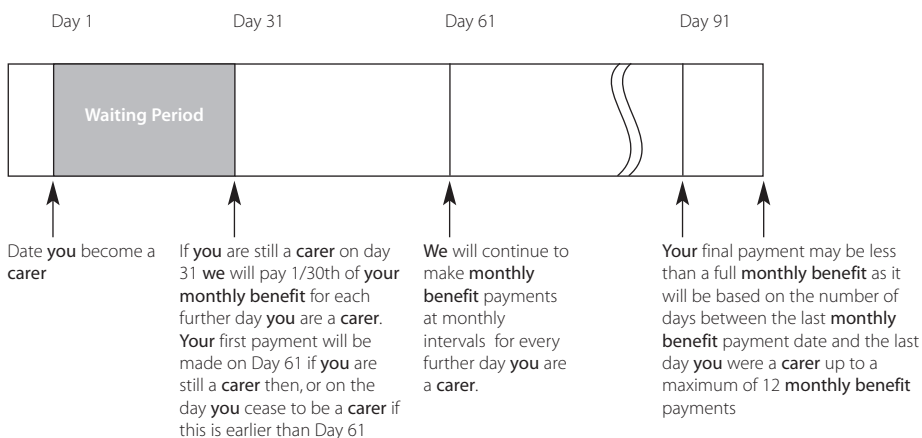 Day 1
Day 31
Day 61
Day 91
Waiting Period
Date you become a
carer
If you are still a carer on day
31 we will pay 1/30th of your
monthly benefit for each
further day you are a carer.
Your first payment will be
made on Day 61 if you are
still a carer then, or on the
day you cease to be a carer if
this is earlier than Day 61
We will continue to
make monthly
benefit payments
at monthly
intervals for every
further day you are
a carer.
Your final payment may be less
than a full monthly benefit as it
will be based on the number of
days between the last monthly
benefit payment date and the last
day you were a carer up to a
maximum of 12 monthly benefit
payments